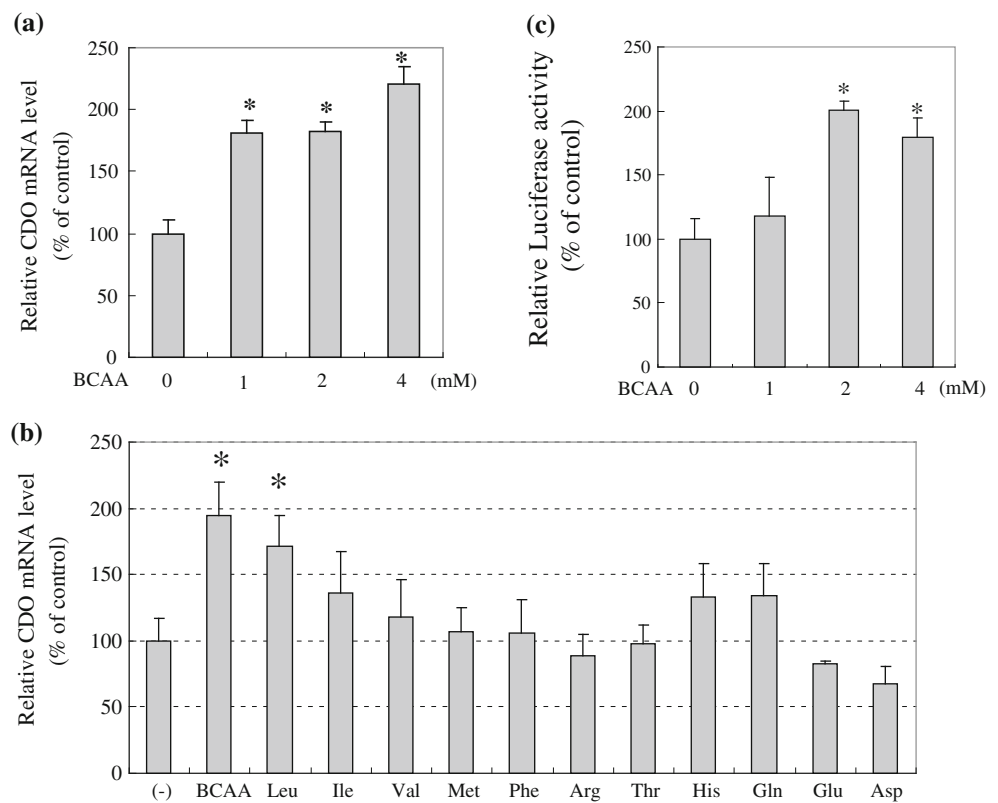 (a)
Relative CDO mRNA level
(% of control)
250
200
150
100
50
0
* * *
BCAA 0 1 2 4 (mM)
(c)
Relative Luciferase activity
(% of control)
250
200
150
100
50
0
* *
BCAA 0 1 2 4 (mM)
(b)
Relative CDO mRNA level
(% of control)
250
200
150
100
50
0
* *
(-) BCAA Leu Ile Val Met Phe Arg Thr His Gln Glu Asp